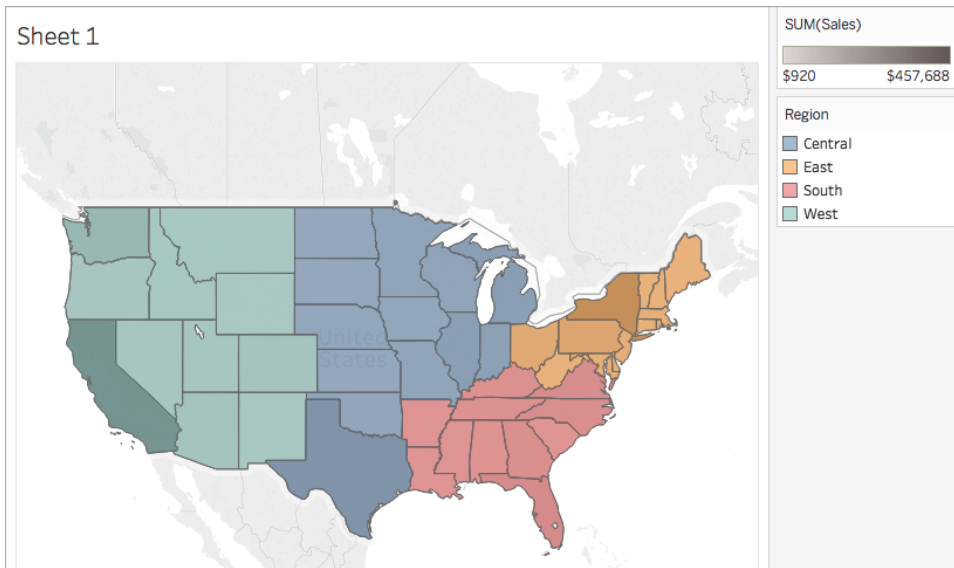 Sheet 1
United
States
SUM(Sales)
$920 $457,688
Region
Central
East
South
West